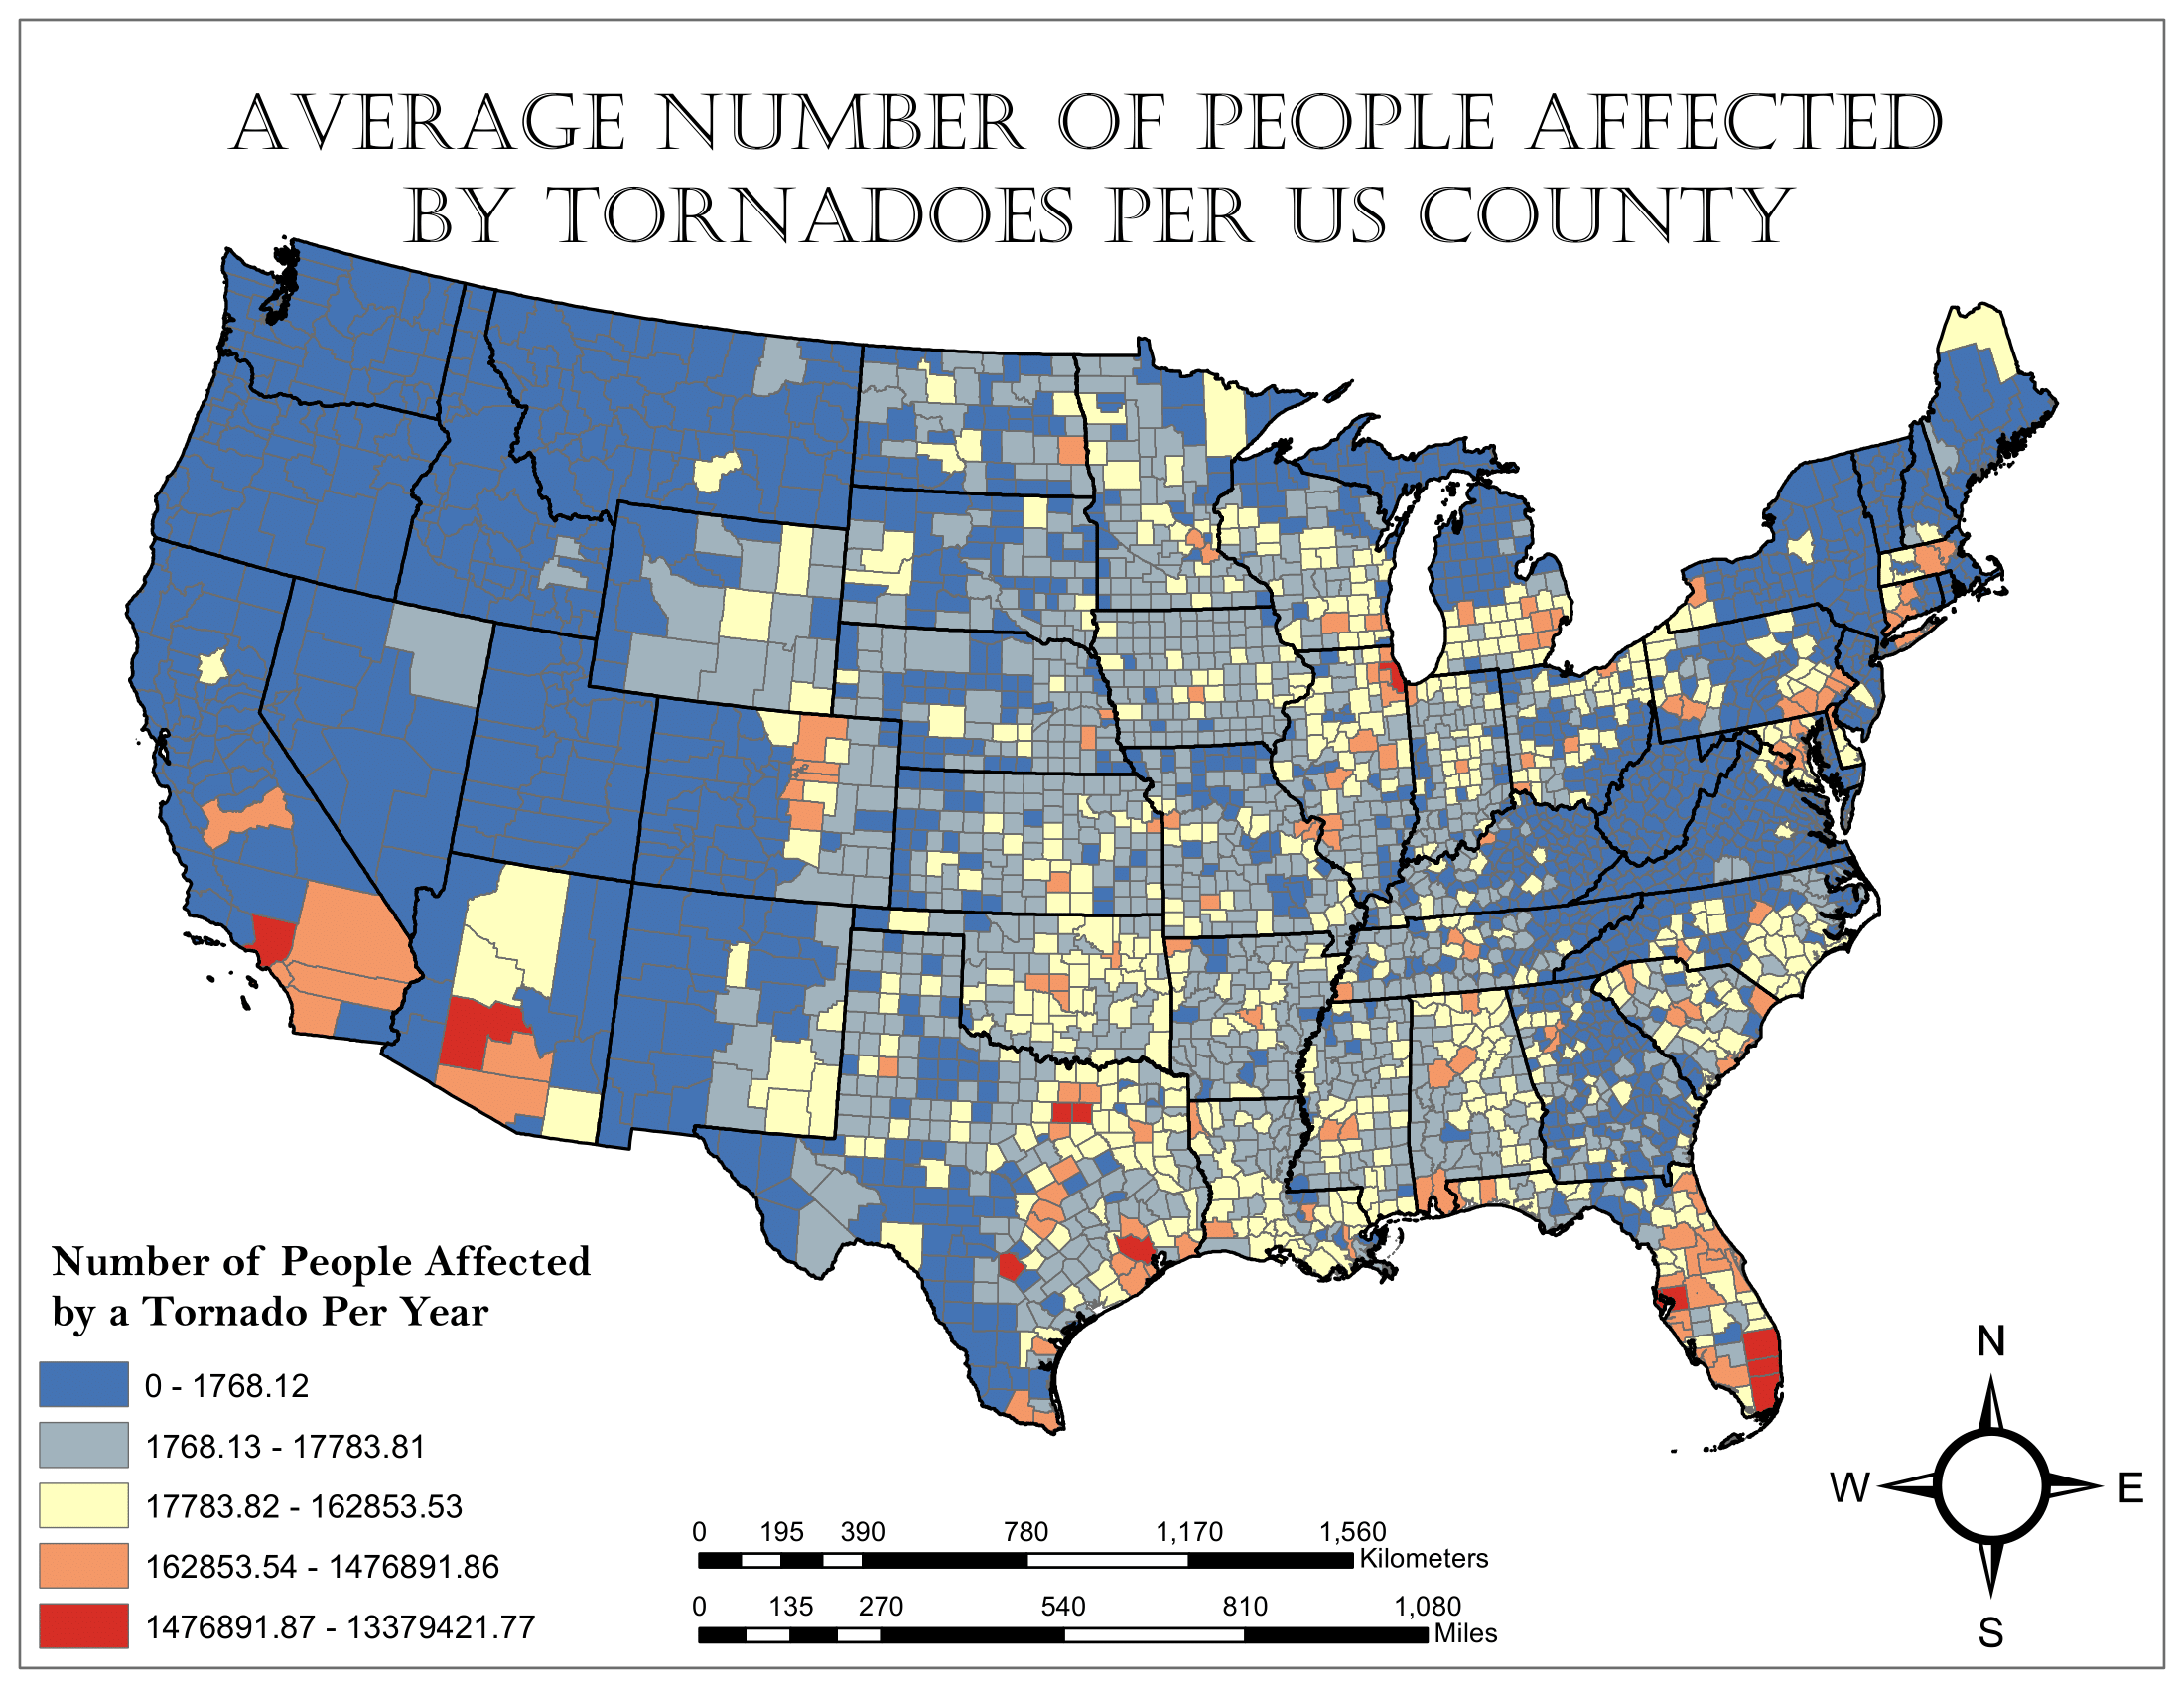 AVERAGE NUMBER OF PEOPLE AFFECTED
BY TORNADOES PER US COUNTY
Number of People Affected
by a Tornado Per Year
0 - 1768.12
1768.13 - 17783.81
17783.82 - 162853.53
162853.54 - 1476891.86
1476891.87 - 13379421.77
0 195 390 780 1,170 1,560
Kilometers
0 135 270 540 810 1,080
Miles
N
W E
S